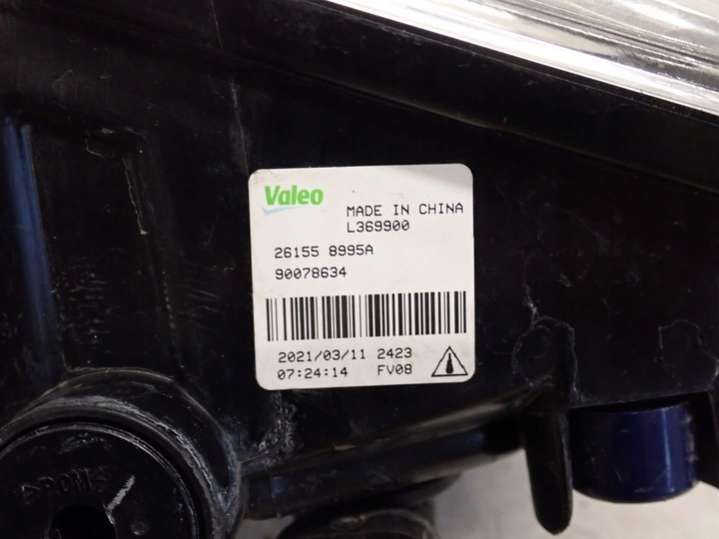 Valeo
MADE IN CHINA
L369900
26155 8995A
90078634
2021/03/11 2423
07:24:14 FV08